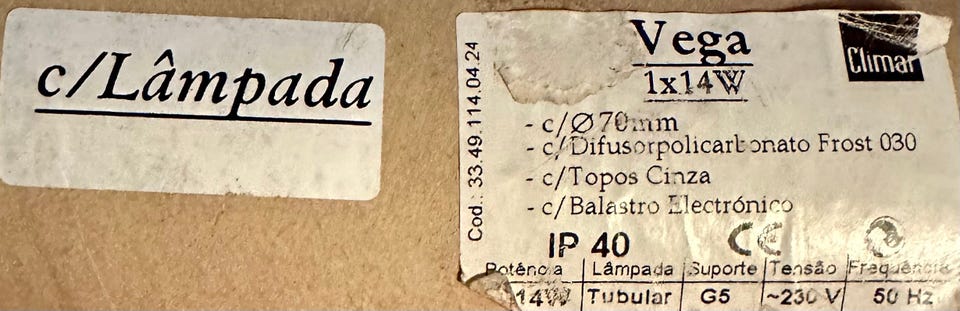 c/Lâmpada
Vega
1x14W
Climar
Cod.: 33.49.114.04.24
- c/Ø 70mm
- c/Difusorpolicarbonato Frost 030
- c/Topos Cinza
- c/Balastro Electrónico
IP 40 CE
Potência Lâmpada Suporte Tensão Frequência
14W Tubular G5 ~230 V 50 Hz